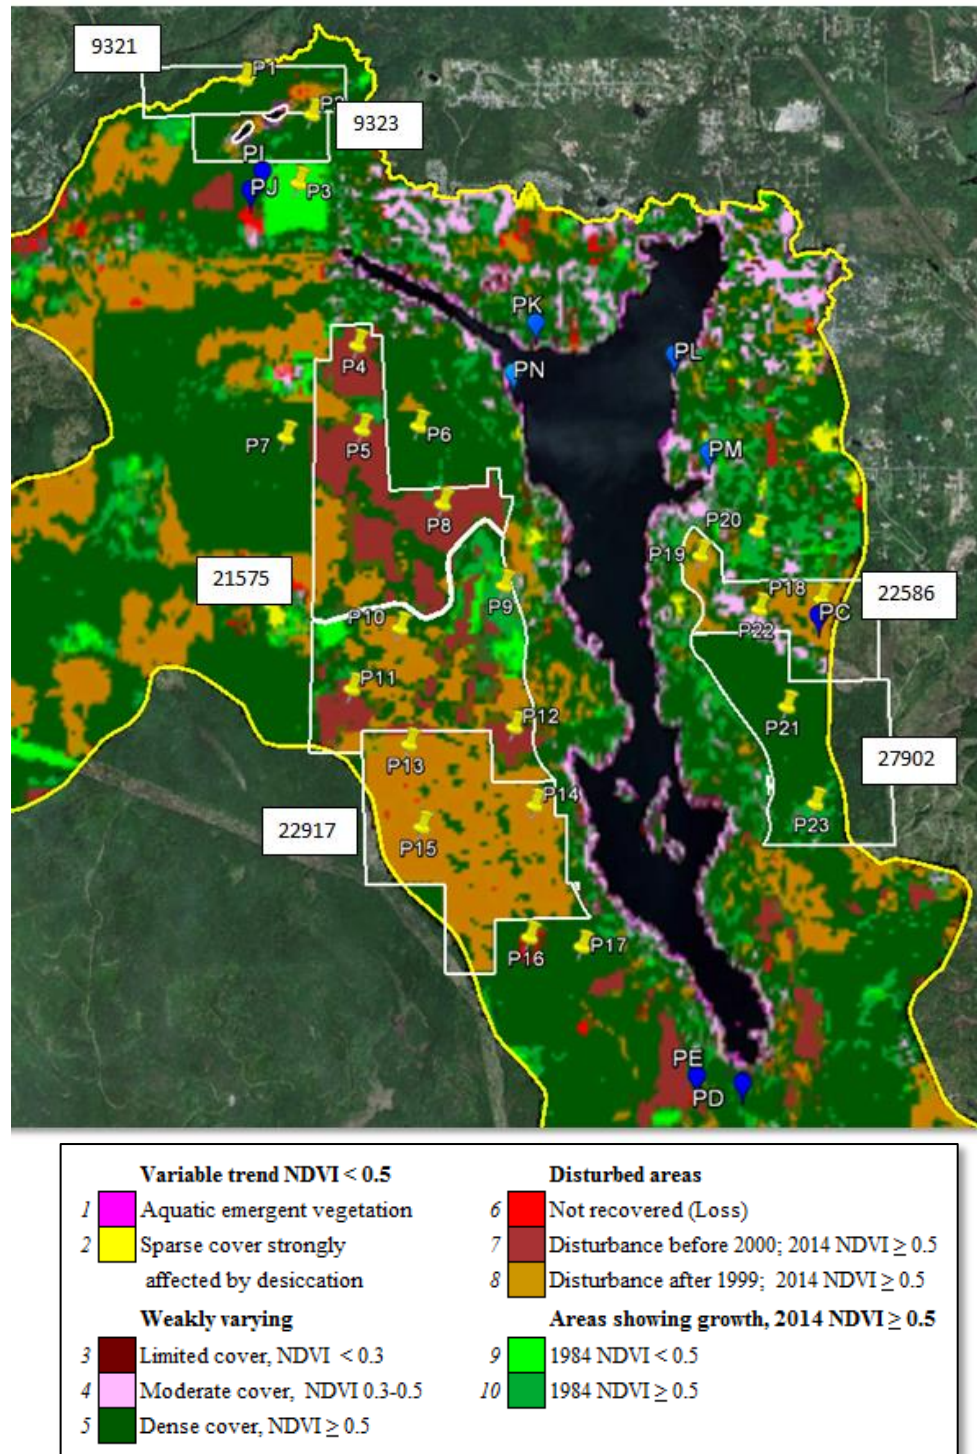 9321
P1
P2
9323
PI
PJ
P3
PK
P4
PL
PN
P5
P6
P7
PM
P8
P20
P19
21575
P18
22586
P9
PC
P10
P22
P11
P21
P12
27902
P13
P14
22917
P15
P23
P16
P17
PE
PD
Variable trend NDVI < 0.5
1 Aquatic emergent vegetation
2 Sparse cover strongly
affected by desiccation
Weakly varying
3 Limited cover, NDVI < 0.3
4 Moderate cover, NDVI 0.3-0.5
5 Dense cover, NDVI ≥ 0.5
Disturbed areas
6 Not recovered (Loss)
7 Disturbance before 2000; 2014 NDVI ≥ 0.5
8 Disturbance after 1999; 2014 NDVI ≥ 0.5
Areas showing growth, 2014 NDVI ≥ 0.5
9 1984 NDVI < 0.5
10 1984 NDVI ≥ 0.5